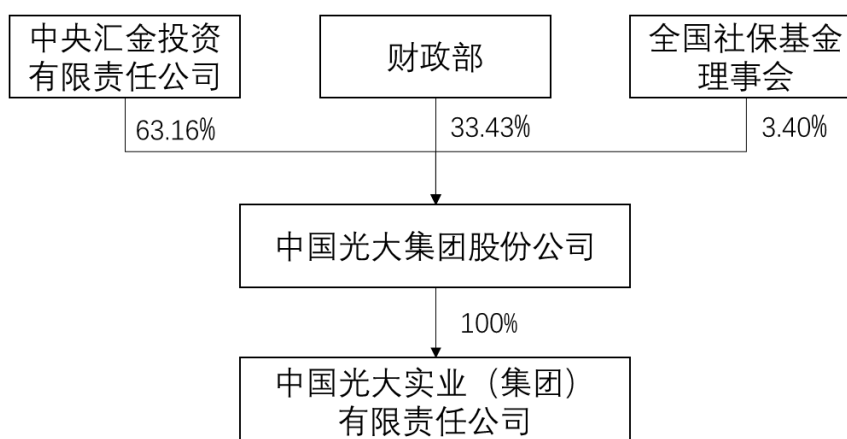 中央汇金投资
有限责任公司
财政部
全国社保基金
理事会
63.16%
33.43%
3.40%
中国光大集团股份公司
100%
中国光大实业（集团）
有限责任公司